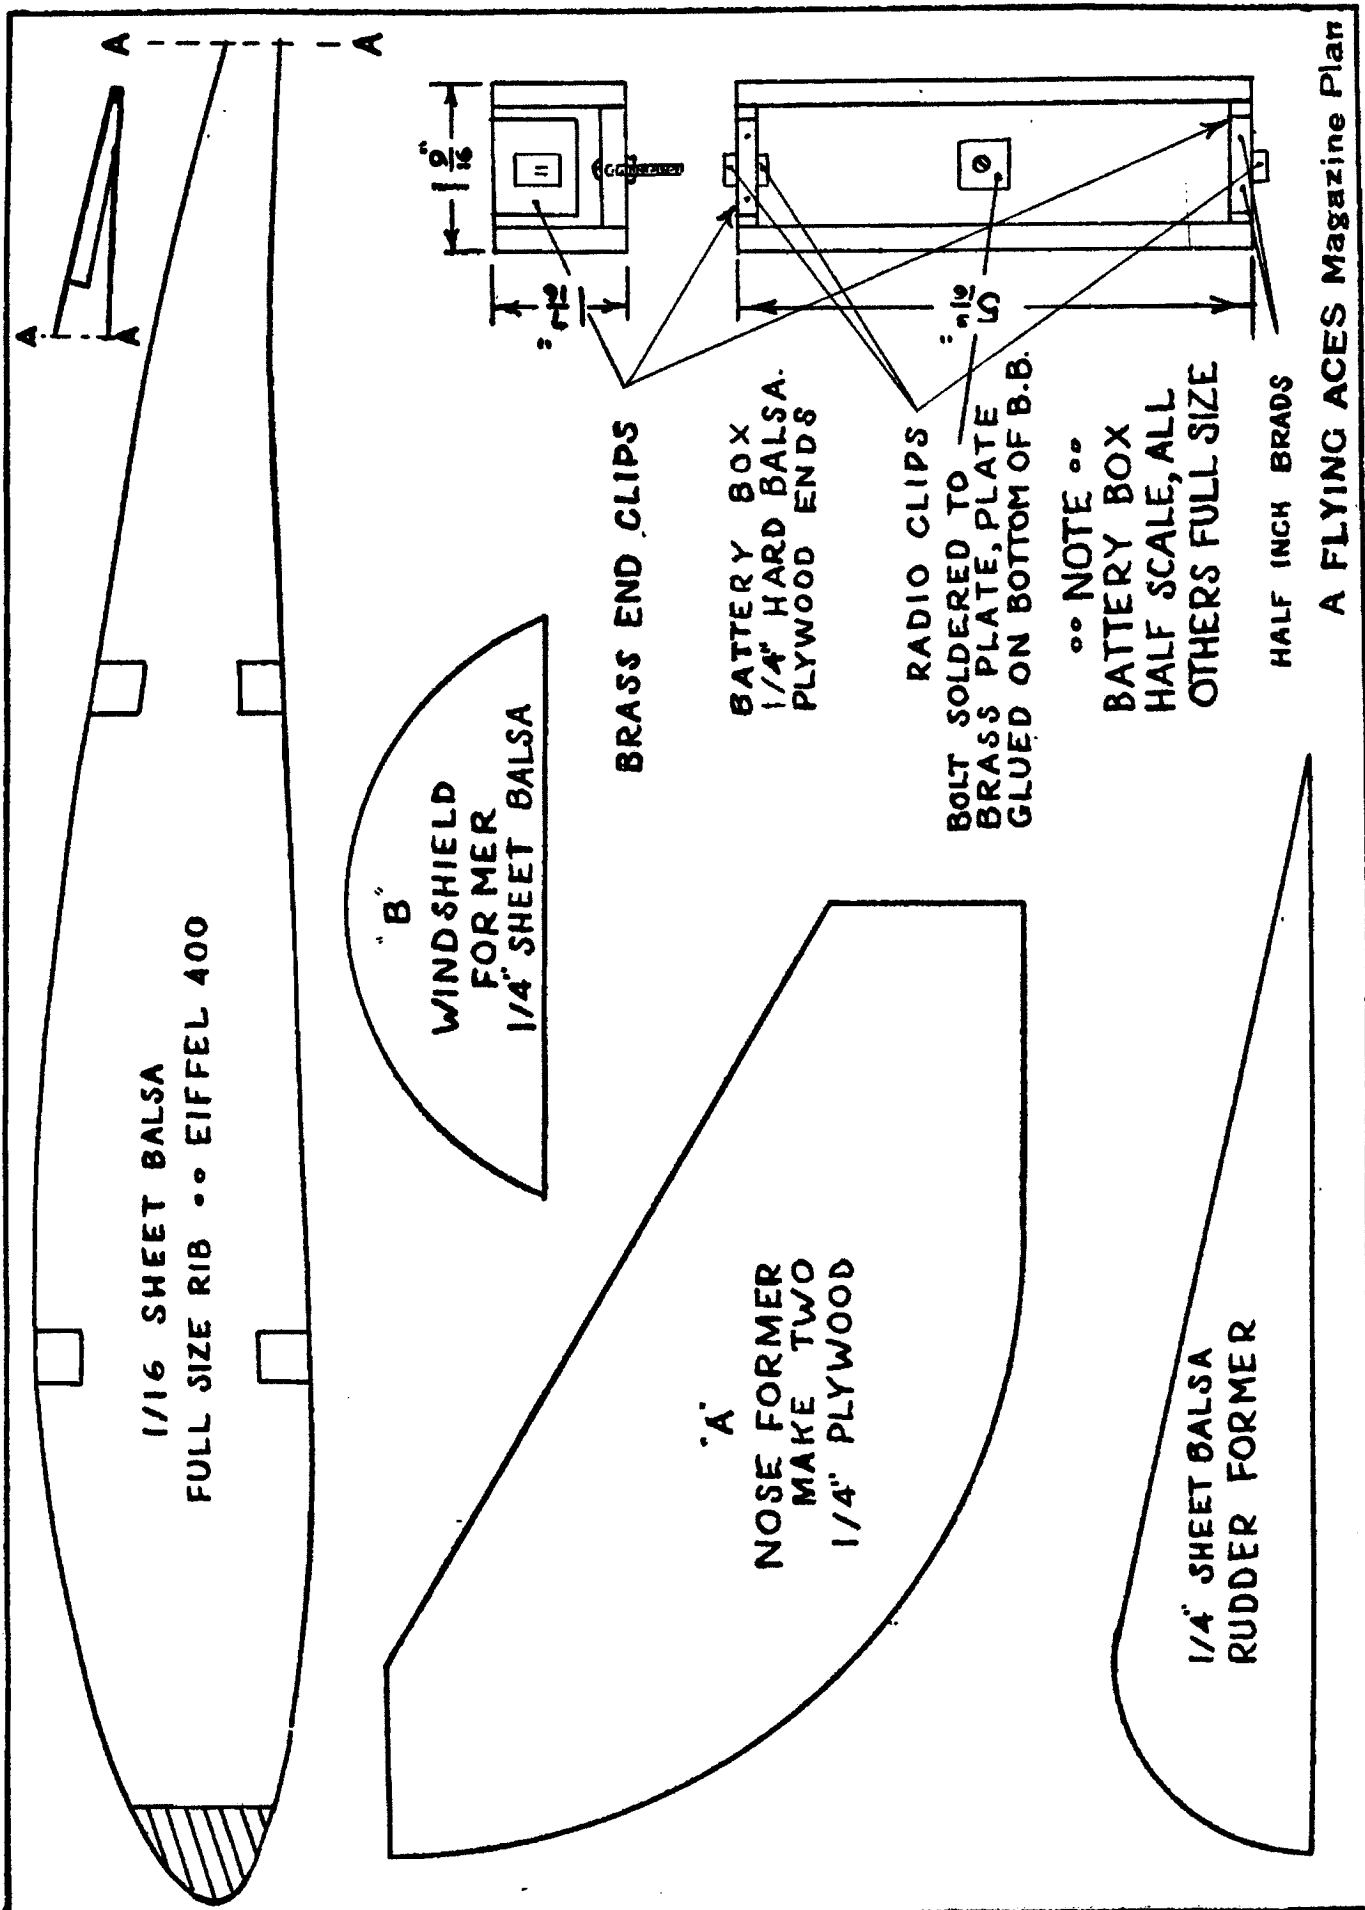 A
A
A
A
1/16 SHEET BALSA
FULL SIZE RIB •• EIFFEL 400
"B"
WINDSHIELD
FORMER
1/4" SHEET BALSA
"A"
NOSE FORMER
MAKE TWO
1/4" PLYWOOD
1/4" SHEET BALSA
RUDDER FORMER
1 9/16"
BRASS END CLIPS
BATTERY BOX
1/4" HARD BALSA.
PLYWOOD ENDS
RADIO CLIPS
BOLT SOLDERED TO
BRASS PLATE, PLATE
GLUED ON BOTTOM OF B.B.
•• NOTE ••
BATTERY BOX
HALF SCALE, ALL
OTHERS FULL SIZE
HALF INCH BRADS
A FLYING ACES Magazine Plan